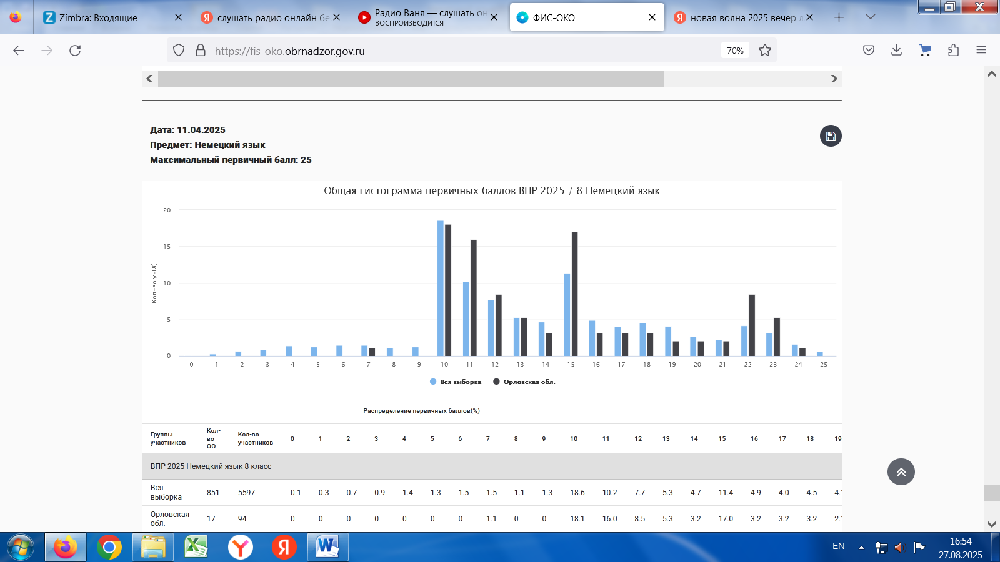 Zimbra: Входящие
слушать радио онлайн бе
Радио Ваня — слушать он
ВОСПРОИЗВОДИТСЯ
ФИС-ОКО
новая волна 2025 вечер л
https://fis-oko.obrnadzor.gov.ru
70%
Дата: 11.04.2025
Предмет: Немецкий язык
Максимальный первичный балл: 25
Общая гистограмма первичных баллов ВПР 2025 / 8 Немецкий язык
20
15
10
5
0
Кол-во уч(%)
0 1 2 3 4 5 6 7 8 9 10 11 12 13 14 15 16 17 18 19 20 21 22 23 24 25
Вся выборка Орловская обл.
Распределение первичных баллов(%)
Группы участников Кол-во ОО Кол-во участников 0 1 2 3 4 5 6 7 8 9 10 11 12 13 14 15 16 17 18 19
ВПР 2025 Немецкий язык 8 класс
Вся выборка 851 5597 0.1 0.3 0.7 0.9 1.4 1.3 1.5 1.5 1.1 1.3 18.6 10.2 7.7 5.3 4.7 11.4 4.9 4.0 4.5 4.
Орловская обл. 17 94 0 0 0 0 0 0 0 1.1 0 0 18.1 16.0 8.5 5.3 3.2 17.0 3.2 3.2 3.2 2.
EN
16:54
27.08.2025